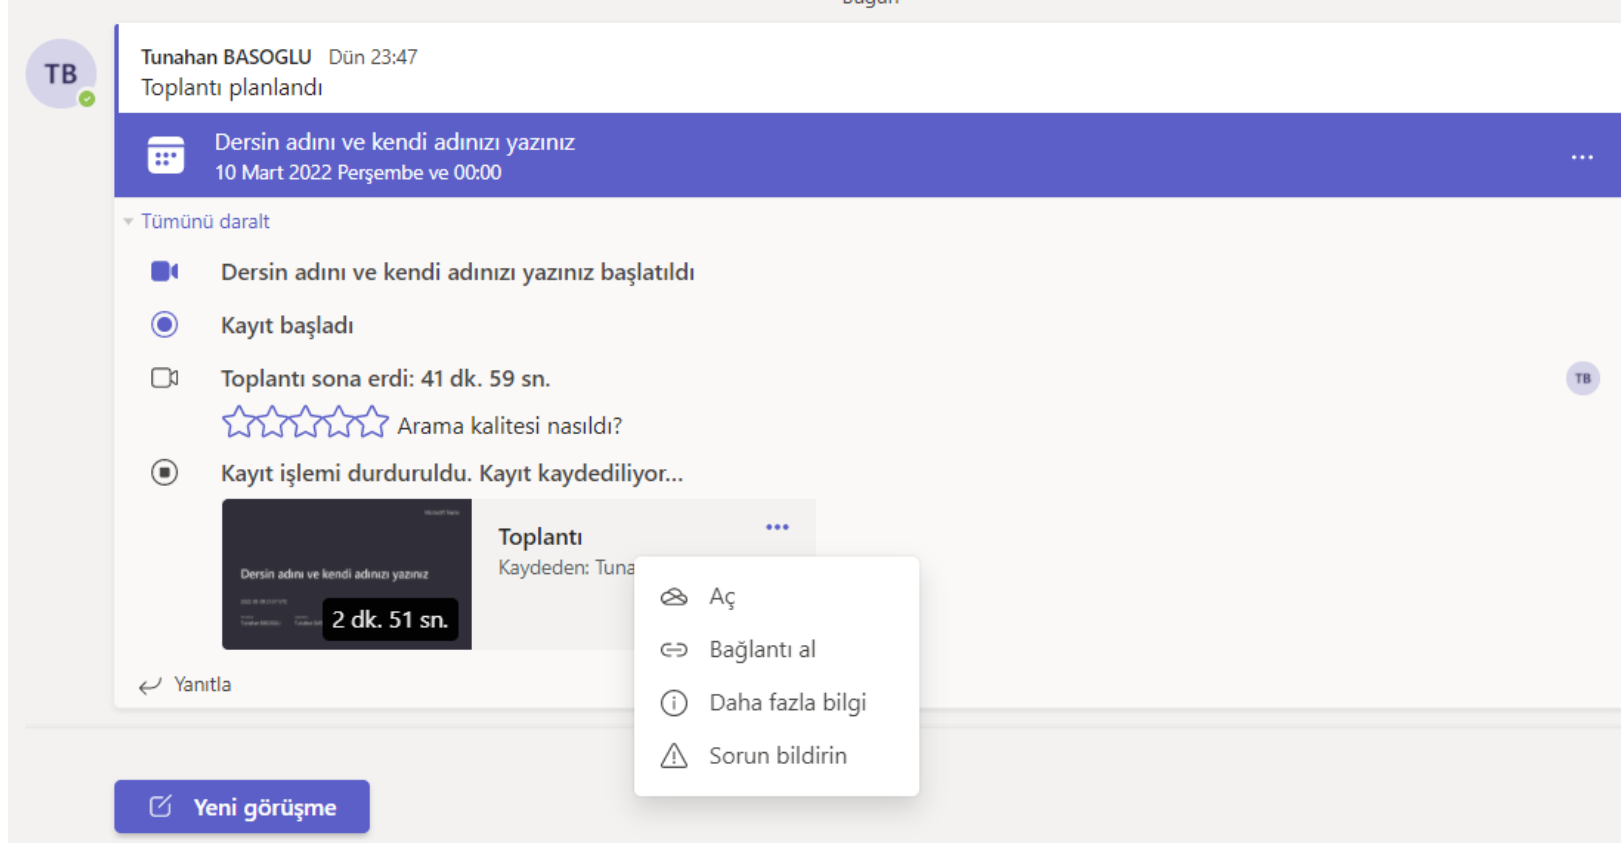 TB
Tunahan BASOGLU Dün 23:47
Toplantı planlandı
Dersin adını ve kendi adınızı yazınız
10 Mart 2022 Perşembe ve 00:00
Tümünü daralt
Dersin adını ve kendi adınızı yazınız başlatıldı
Kayıt başladı
Toplantı sona erdi: 41 dk. 59 sn.
TB
Arama kalitesi nasıldı?
Kayıt işlemi durduruldu. Kayıt kaydediliyor...
Dersin adını ve kendi adınızı yazınız
2 dk. 51 sn.
Toplantı
Kaydeden: Tuna
Aç
Bağlantı al
Daha fazla bilgi
Sorun bildirin
Yanıtla
Yeni görüşme